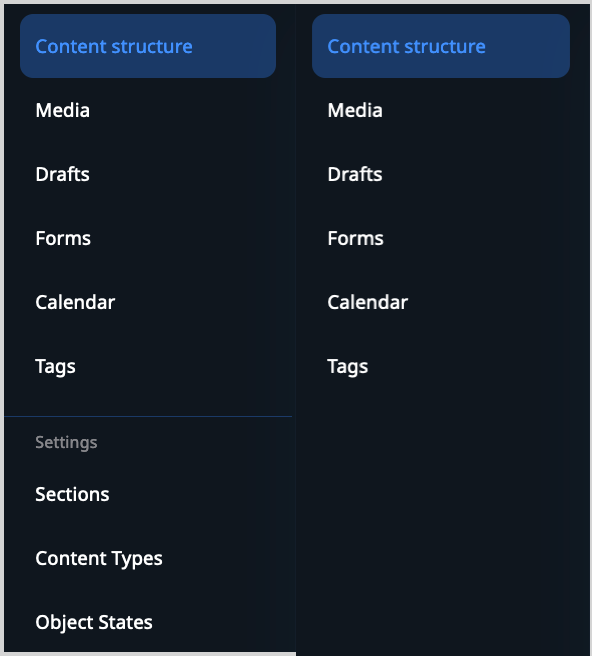 Content structure
Media
Drafts
Forms
Calendar
Tags
Settings
Sections
Content Types
Object States
Content structure
Media
Drafts
Forms
Calendar
Tags